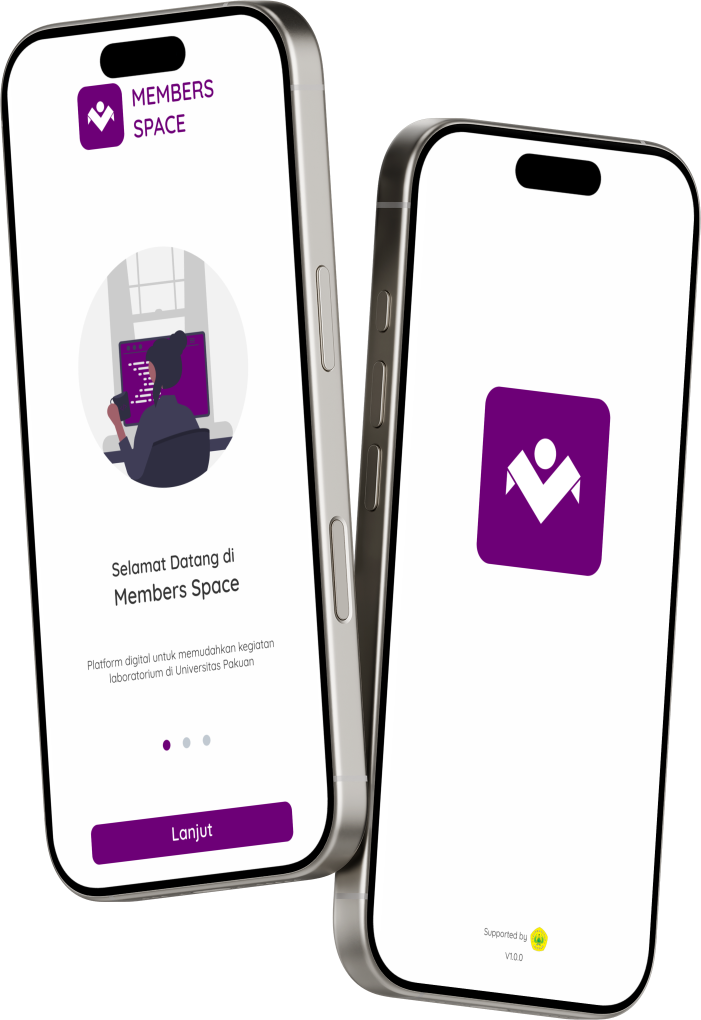 MEMBERS
SPACE
Selamat Datang di
Members Space
Platform digital untuk memudahkan kegiatan
laboratorium di Universitas Pakuan
Lanjut
Supported by
V1.0.0